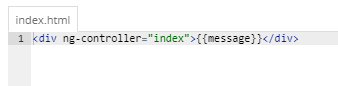 index.html
1 <div ng-controller="index">{{message}}</div>